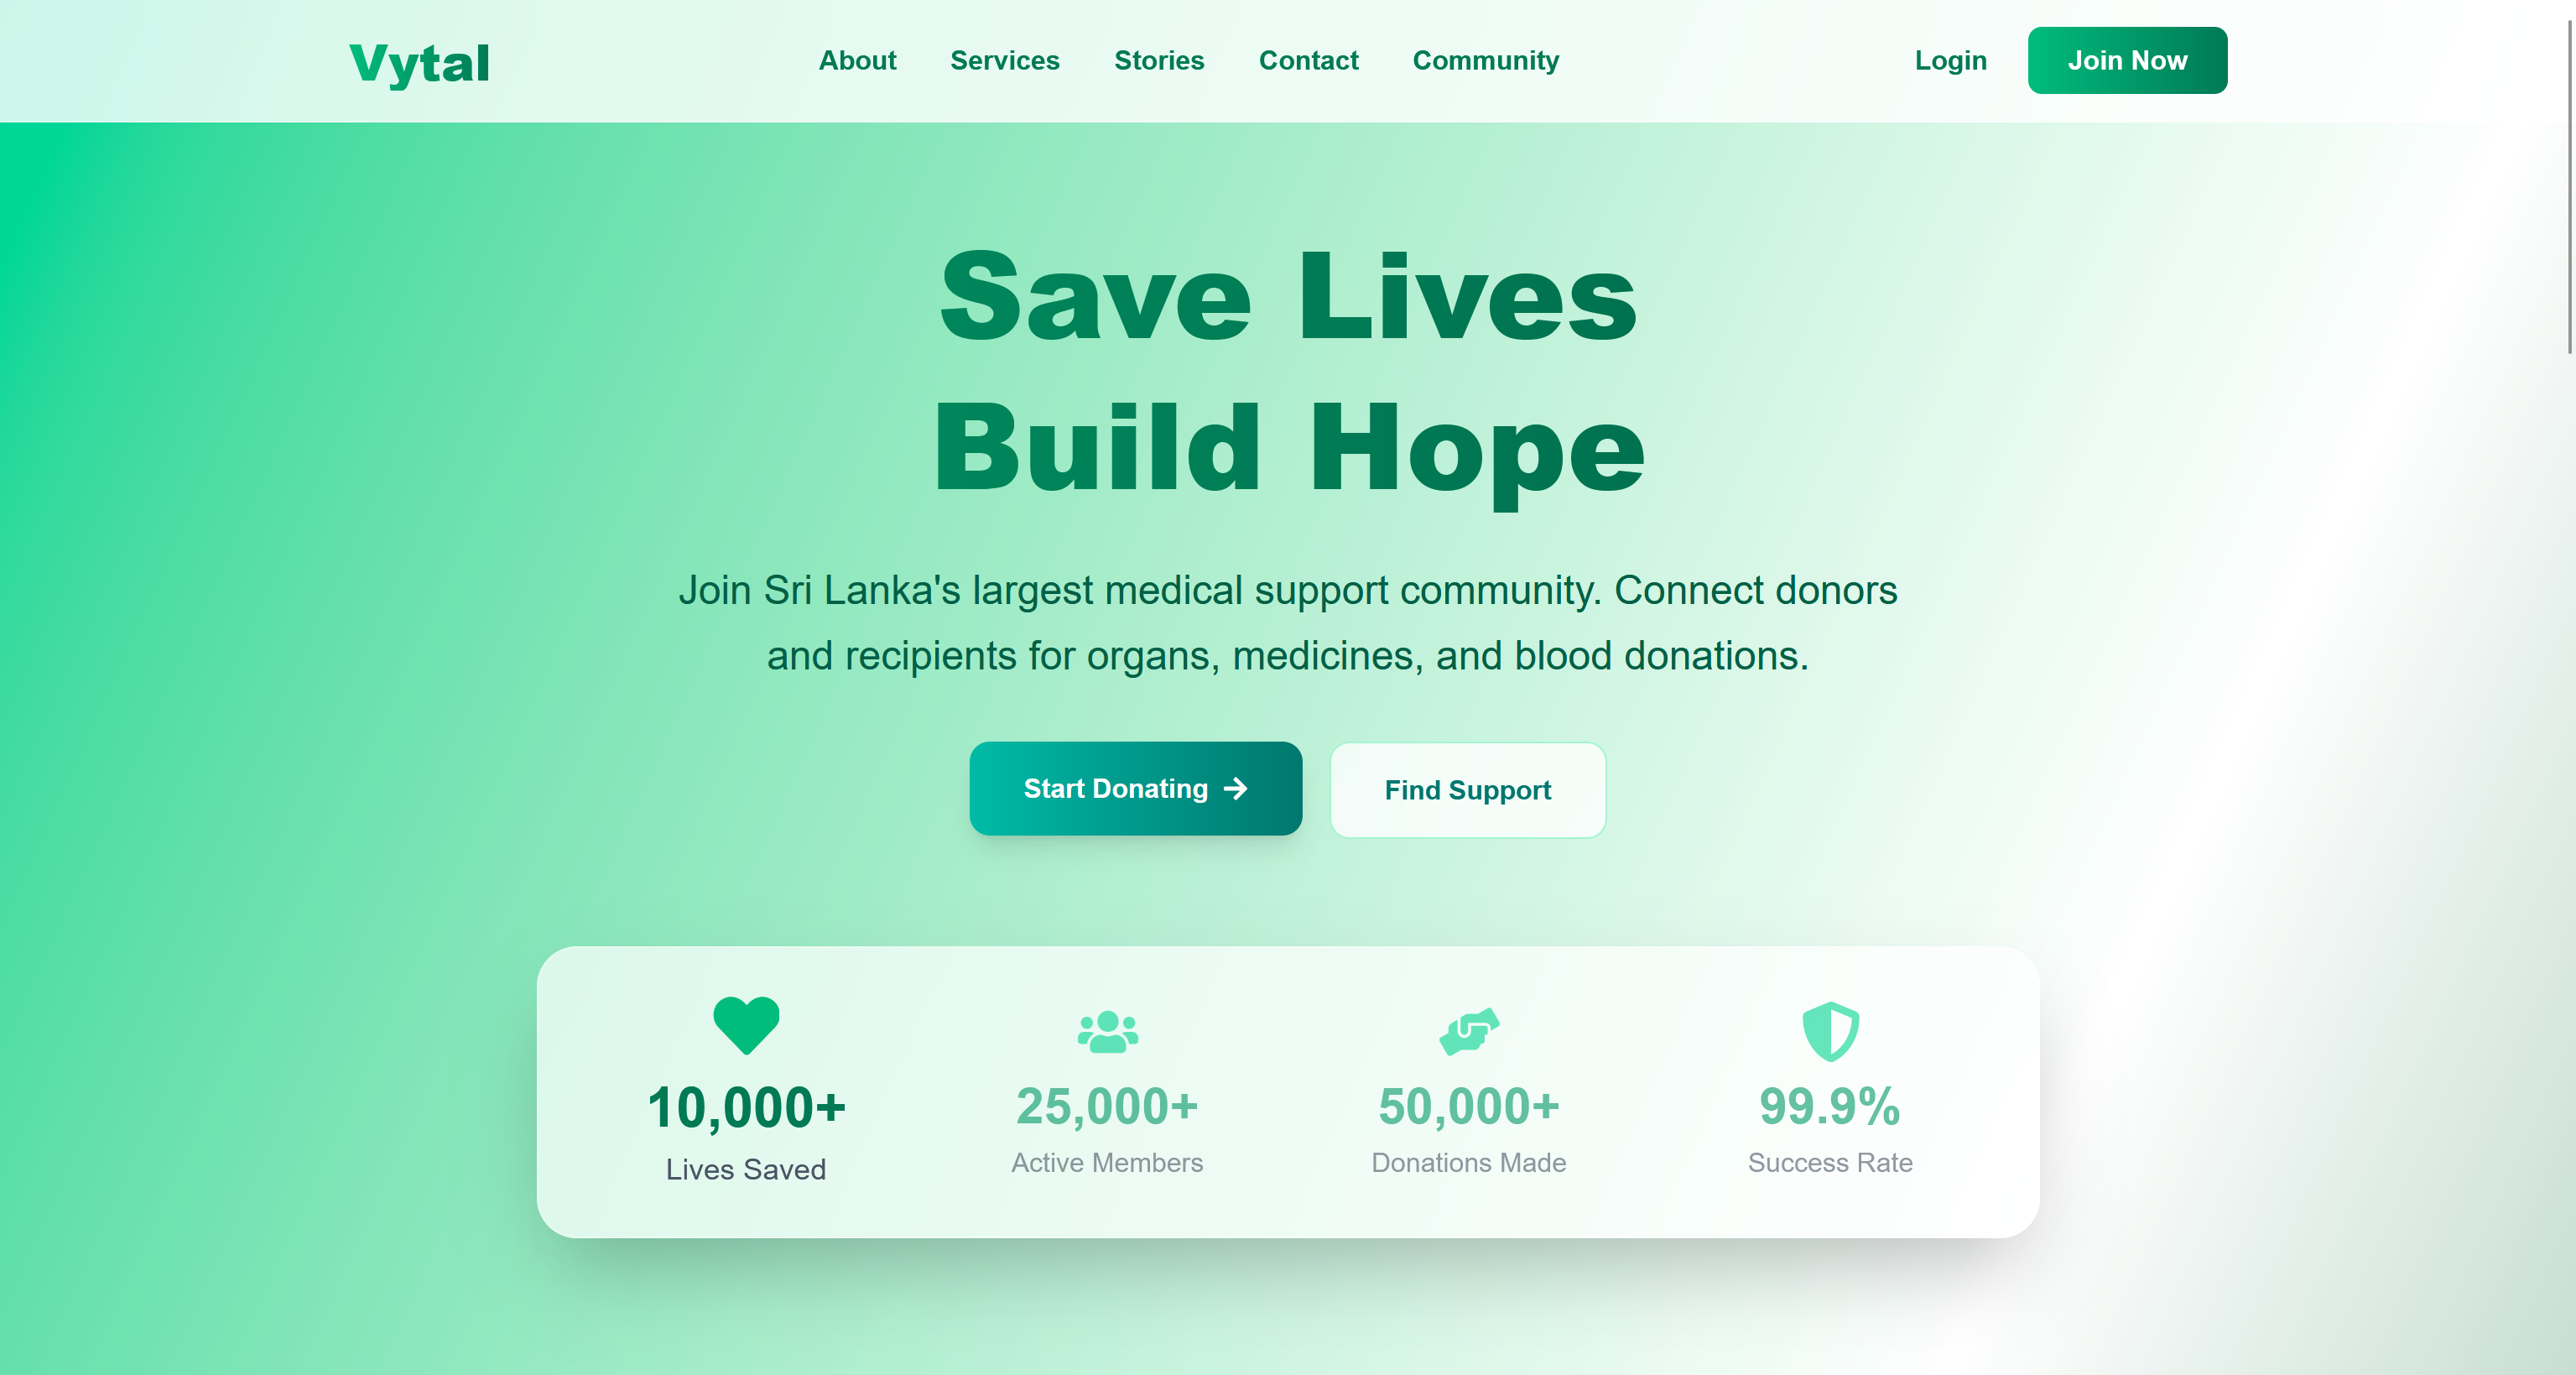 Vytal
About
Services
Stories
Contact
Community
Login
Join Now
Save Lives
Build Hope
Join Sri Lanka's largest medical support community. Connect donors
and recipients for organs, medicines, and blood donations.
Start Donating
Find Support
10,000+
Lives Saved
25,000+
Active Members
50,000+
Donations Made
99.9%
Success Rate